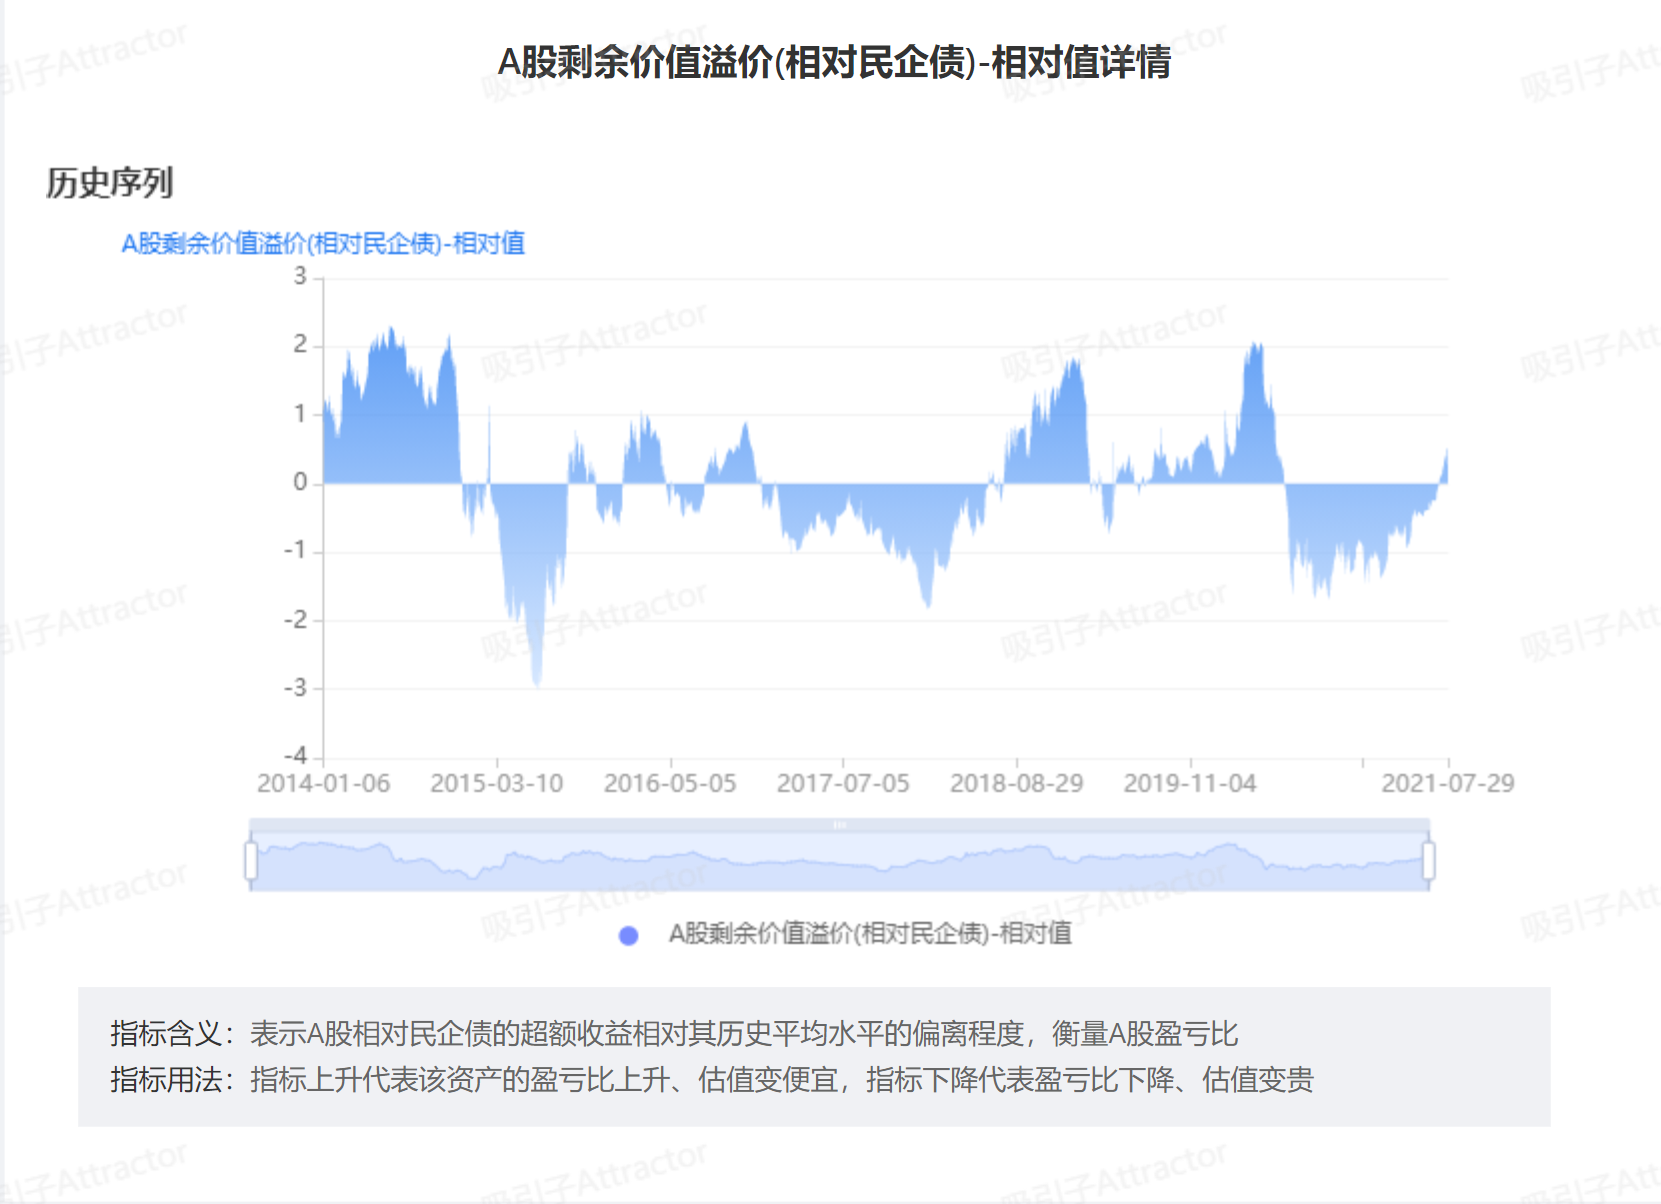 A股剩余价值溢价(相对民企债)-相对值详情
历史序列
A股剩余价值溢价(相对民企债)-相对值
3
2
1
0
-1
-2
-3
-4
2014-01-06 2015-03-10 2016-05-05 2017-07-05 2018-08-29 2019-11-04 2021-07-29
A股剩余价值溢价(相对民企债)-相对值
指标含义：表示A股相对民企债的超额收益相对其历史平均水平的偏离程度，衡量A股盈亏比
指标用法：指标上升代表该资产的盈亏比上升、估值变便宜，指标下降代表盈亏比下降、估值变贵
吸引子Attractor